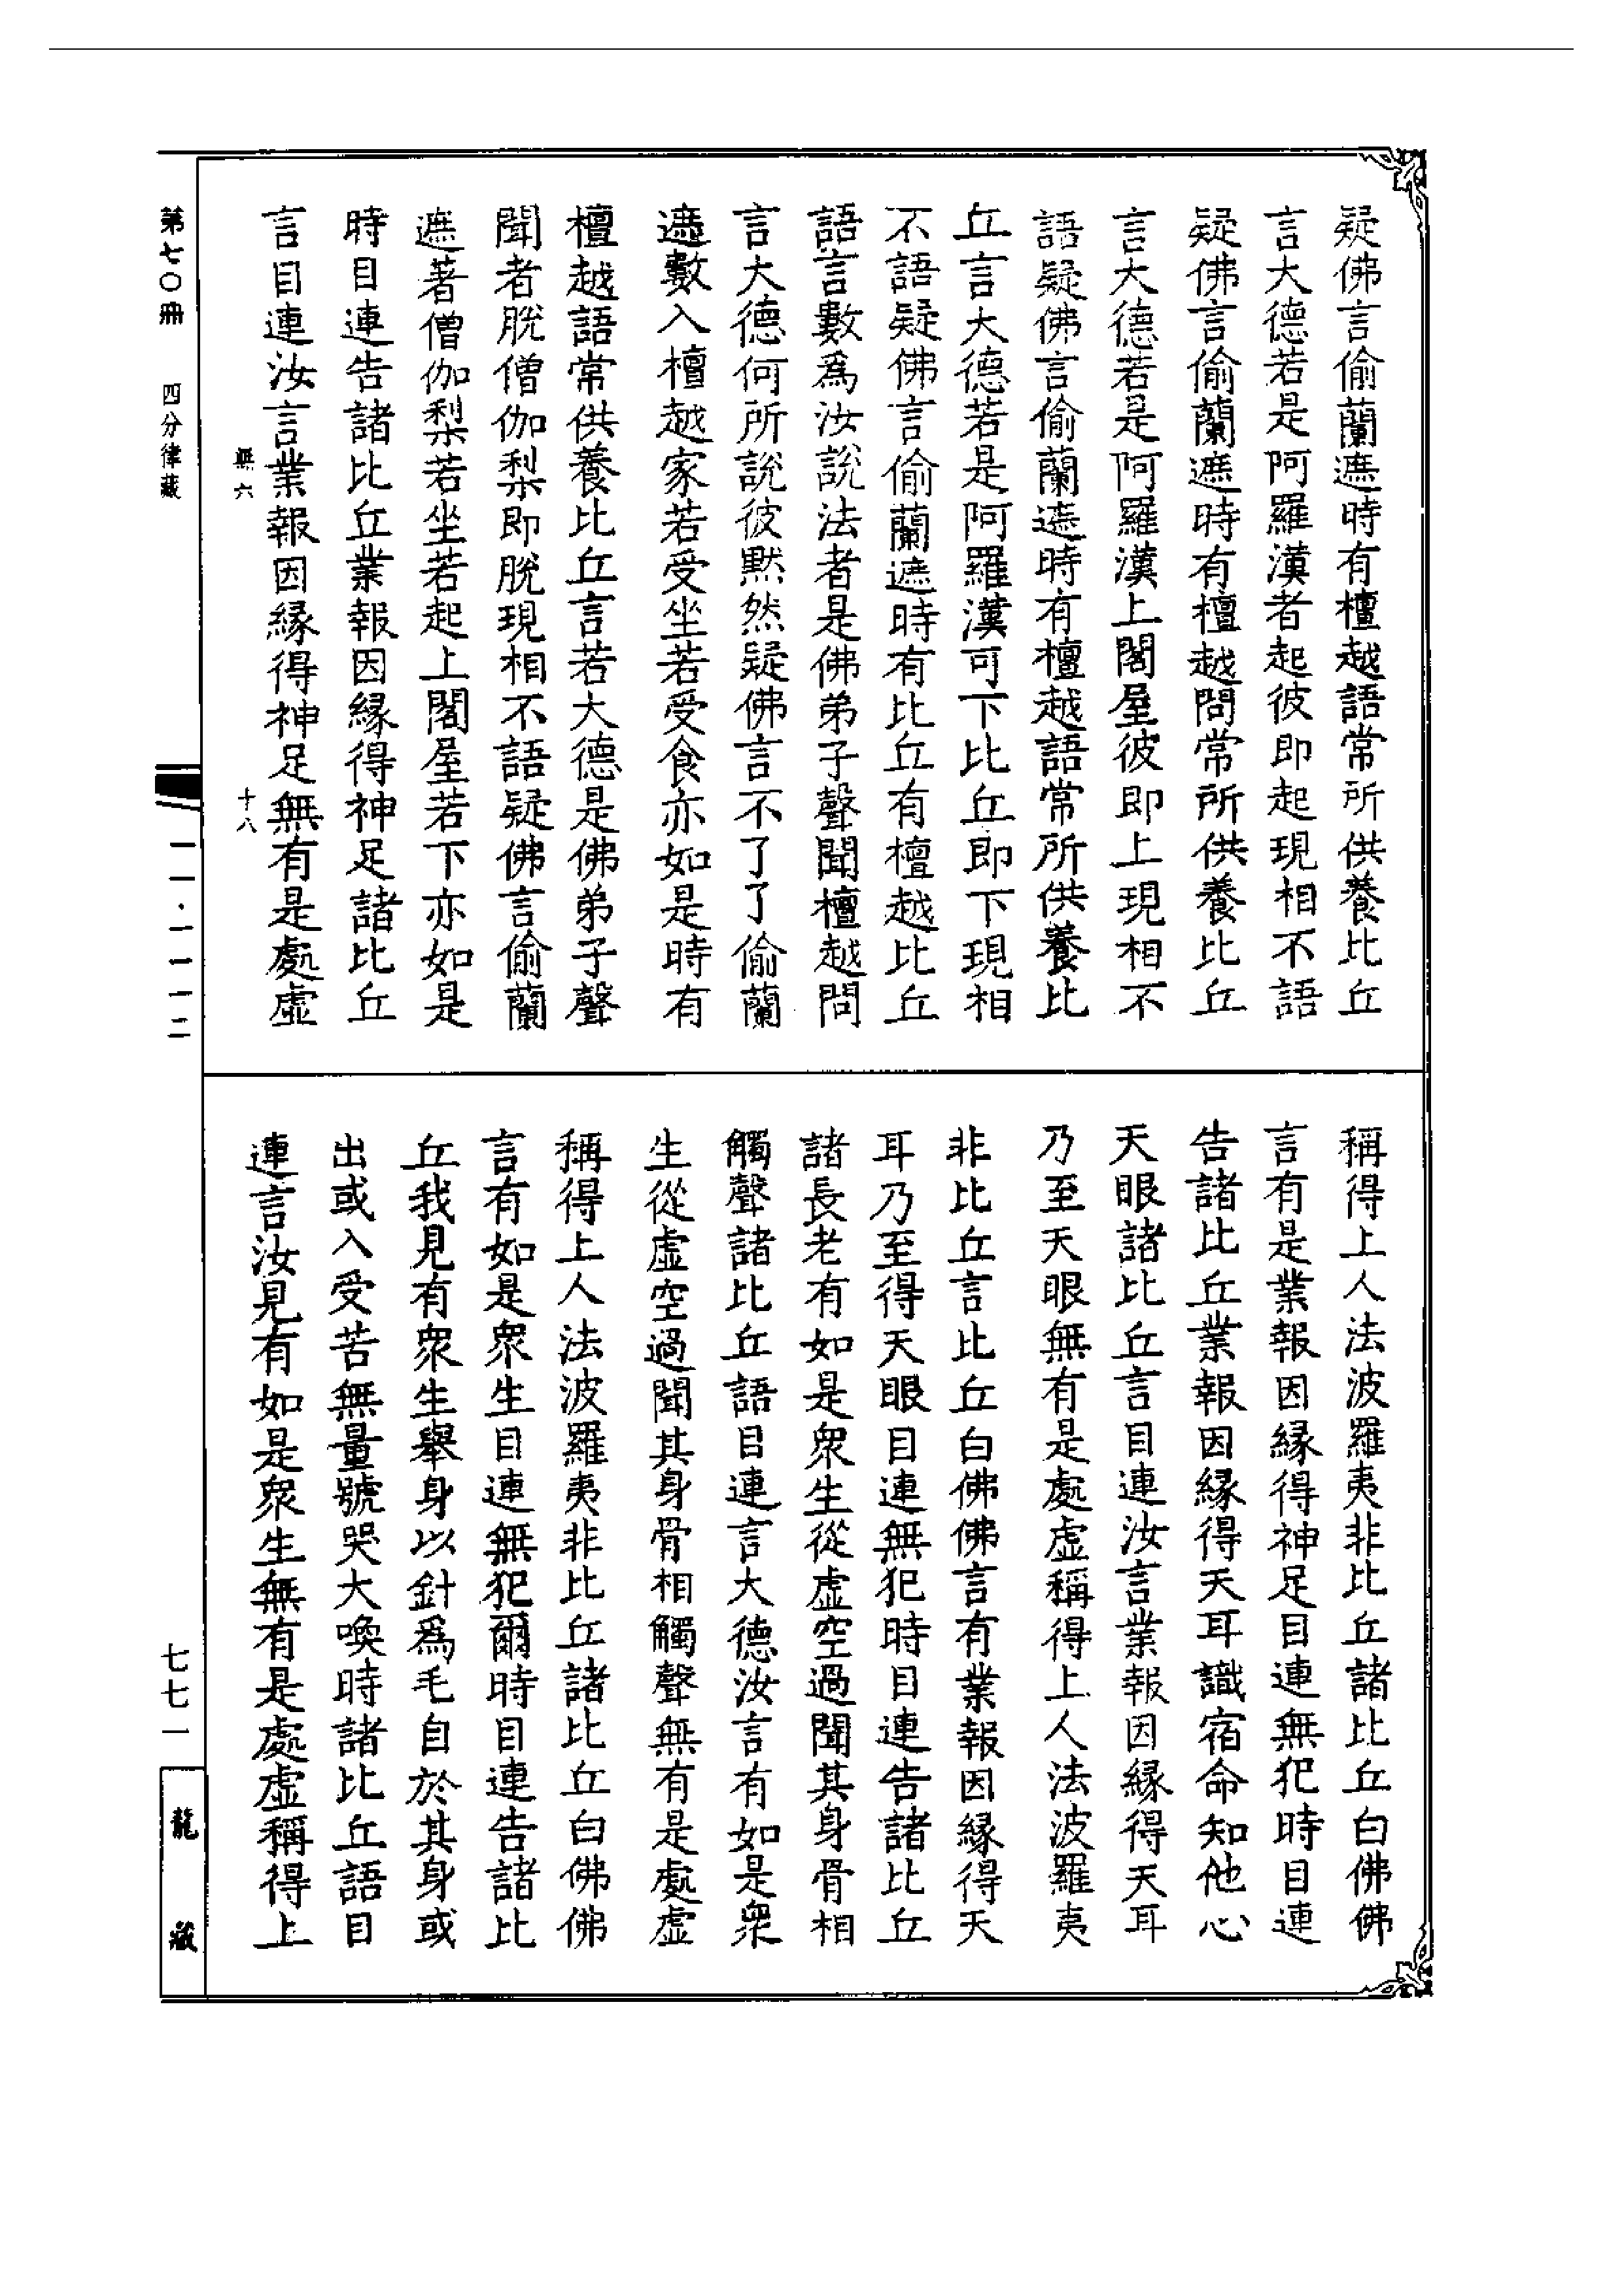 疑佛言偷蘭遮時有檀越語常所供養比丘
言大德若是阿羅漢者起彼即起現相不語
疑佛言偷蘭遮時有檀越問常所供養比丘
言大德若是阿羅漢上閣屋彼即上現相不
語疑佛言偷蘭遮時有檀越語常所供養比
丘言大德若是阿羅漢可下比丘即下現相
不語疑佛言偷蘭遮時有比丘有檀越比丘
語言數為汝說法者是佛弟子聲聞檀越問
言大德何所說彼默然疑佛言不了了偷蘭
遮數入檀越家若受坐若受食亦如是時有
檀越語常供養比丘言若大德是佛弟子聲
聞者脫僧伽梨即脫現相不語疑佛言偷蘭
遮著僧伽梨若坐若起上閣屋若下亦如是
時目連告諸比丘業報因緣得神足諸比丘
言目連汝言業報因緣得神足無有是處虛
稱得上人法波羅夷非比丘諸比丘白佛佛
言有是業報因緣得神足目連無犯時目連
告諸比丘業報因緣得天耳識宿命知他心
天眼諸比丘言目連汝言業報因緣得天耳
乃至天眼無有是處虛稱得上人法波羅夷
非比丘言比丘白佛佛言有業報因緣得天
耳乃至得天眼目連無犯時目連告諸比丘
諸長老有如是眾生從虛空過聞其身骨相
觸聲諸比丘語目連言大德汝言有如是眾
生從虛空過聞其身骨相觸聲無有是處虛
稱得上人法波羅夷非比丘諸比丘白佛佛
言有如是眾生目連無犯爾時目連告諸比
丘我見有眾生舉身以針為毛自於其身或
出或入受苦無量號哭大喚時諸比丘語目
連言汝見有如是眾生無有是處虛稱得上
無六 十八
第七〇冊 四分律藏
一一·一一一二
七七一
龍藏